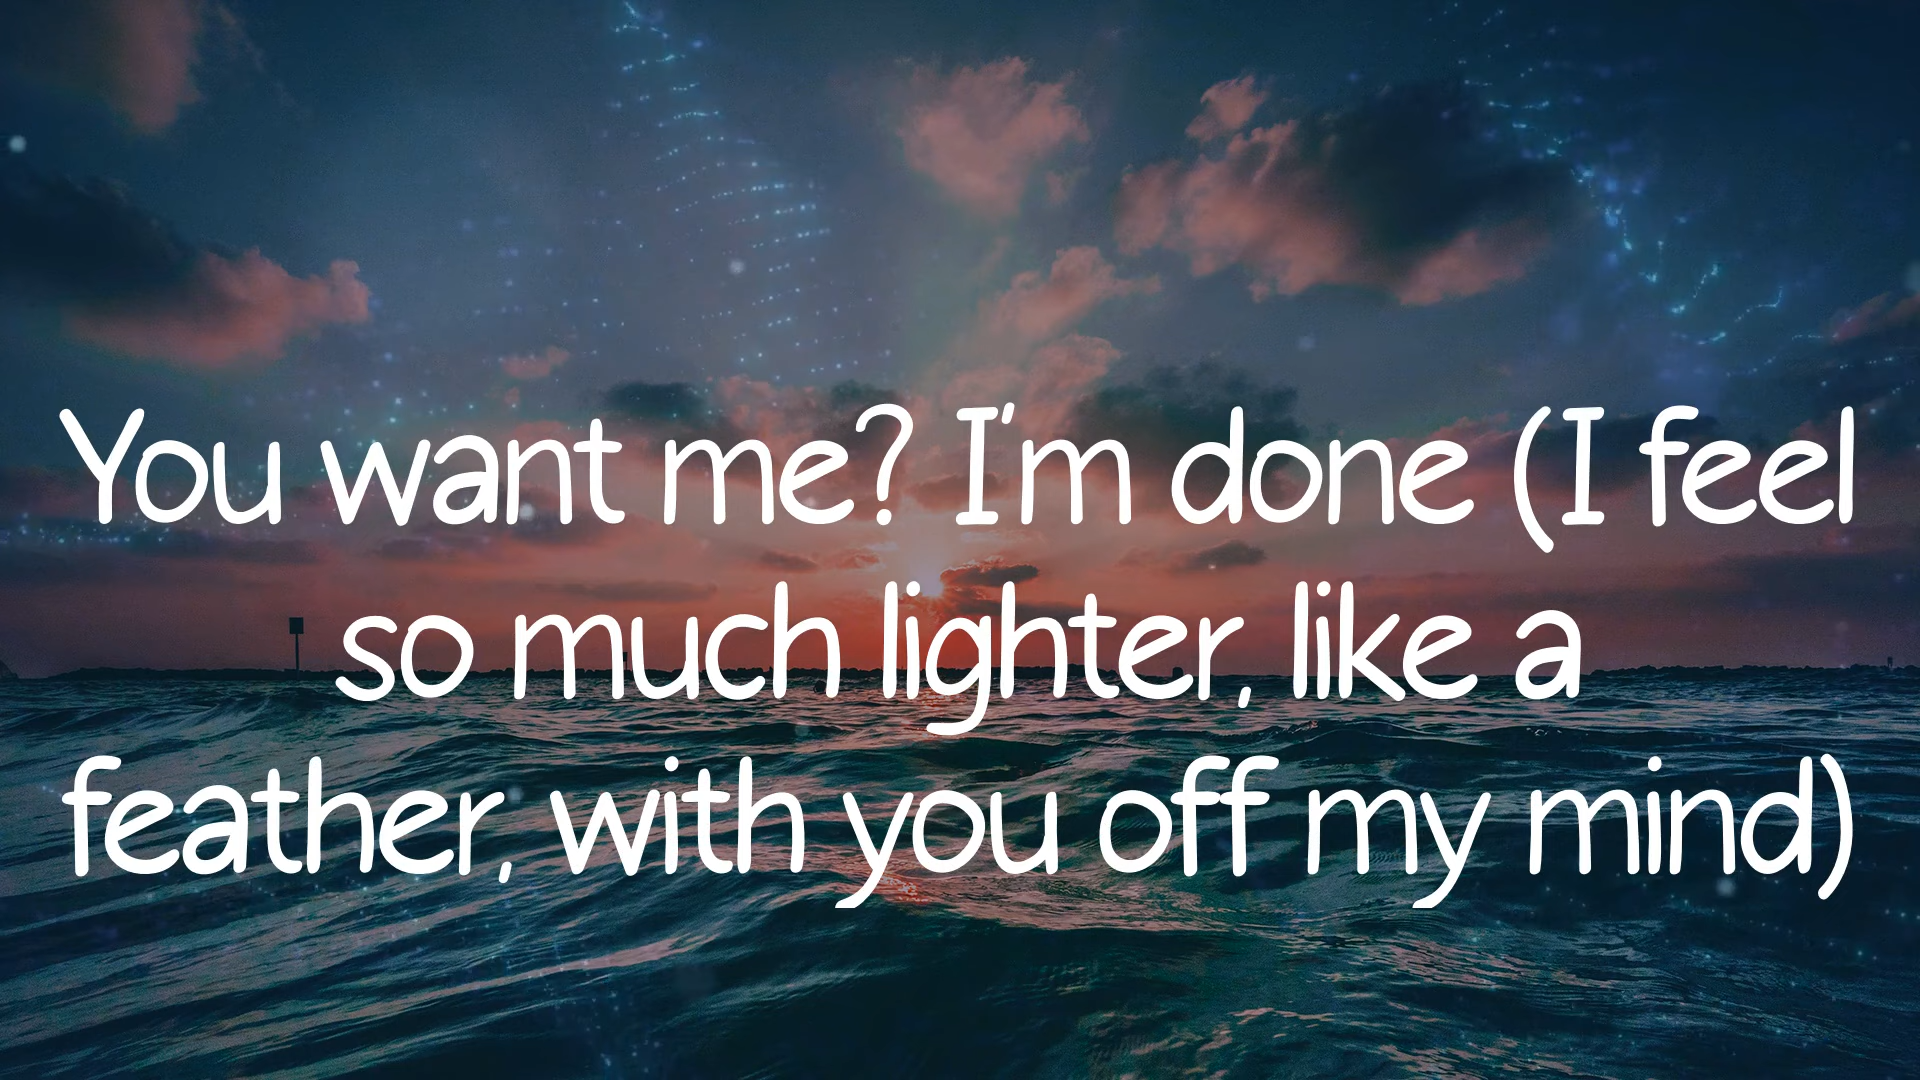 You want me? I'm done (I feel
so much lighter, like a
feather, with you off my mind)